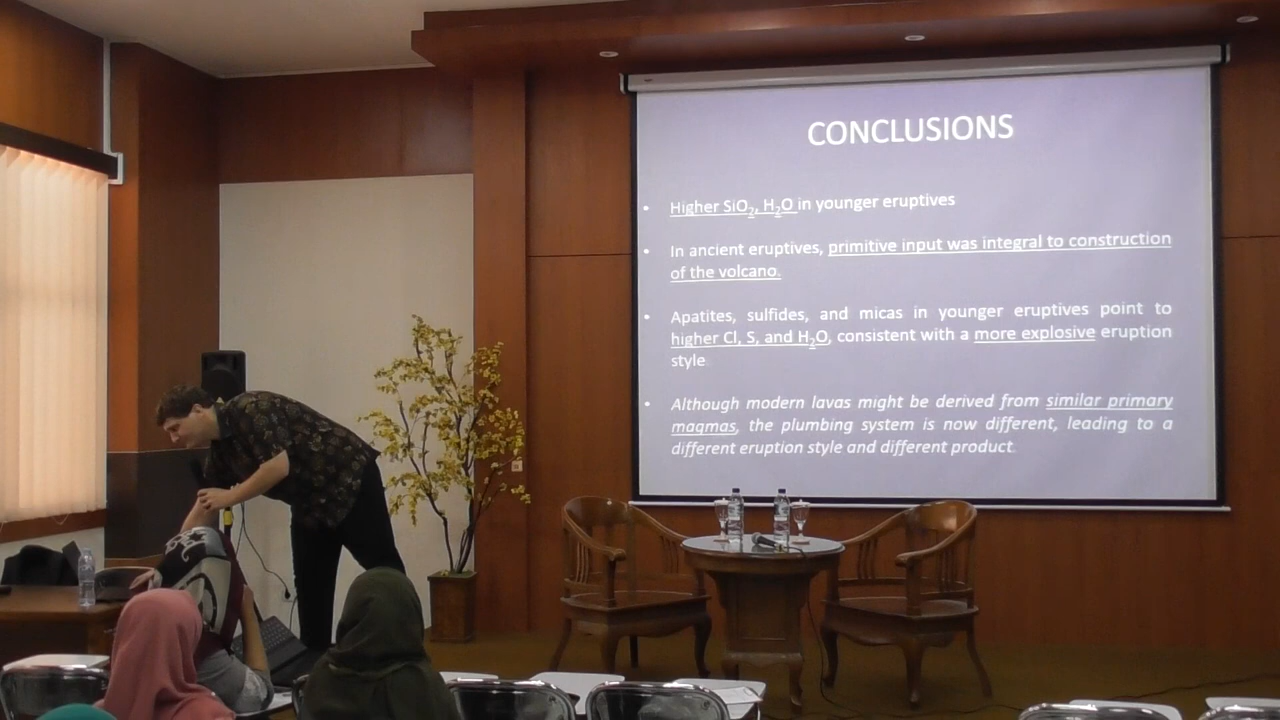 CONCLUSIONS
• Higher SiO₂, H₂O in younger eruptives
• In ancient eruptives, primitive input was integral to construction
of the volcano.
• Apatites, sulfides, and micas in younger eruptives point to
higher Cl, S, and H₂O, consistent with a more explosive eruption
style.
• Although modern lavas might be derived from similar primary
magmas, the plumbing system is now different, leading to a
different eruption style and different product.